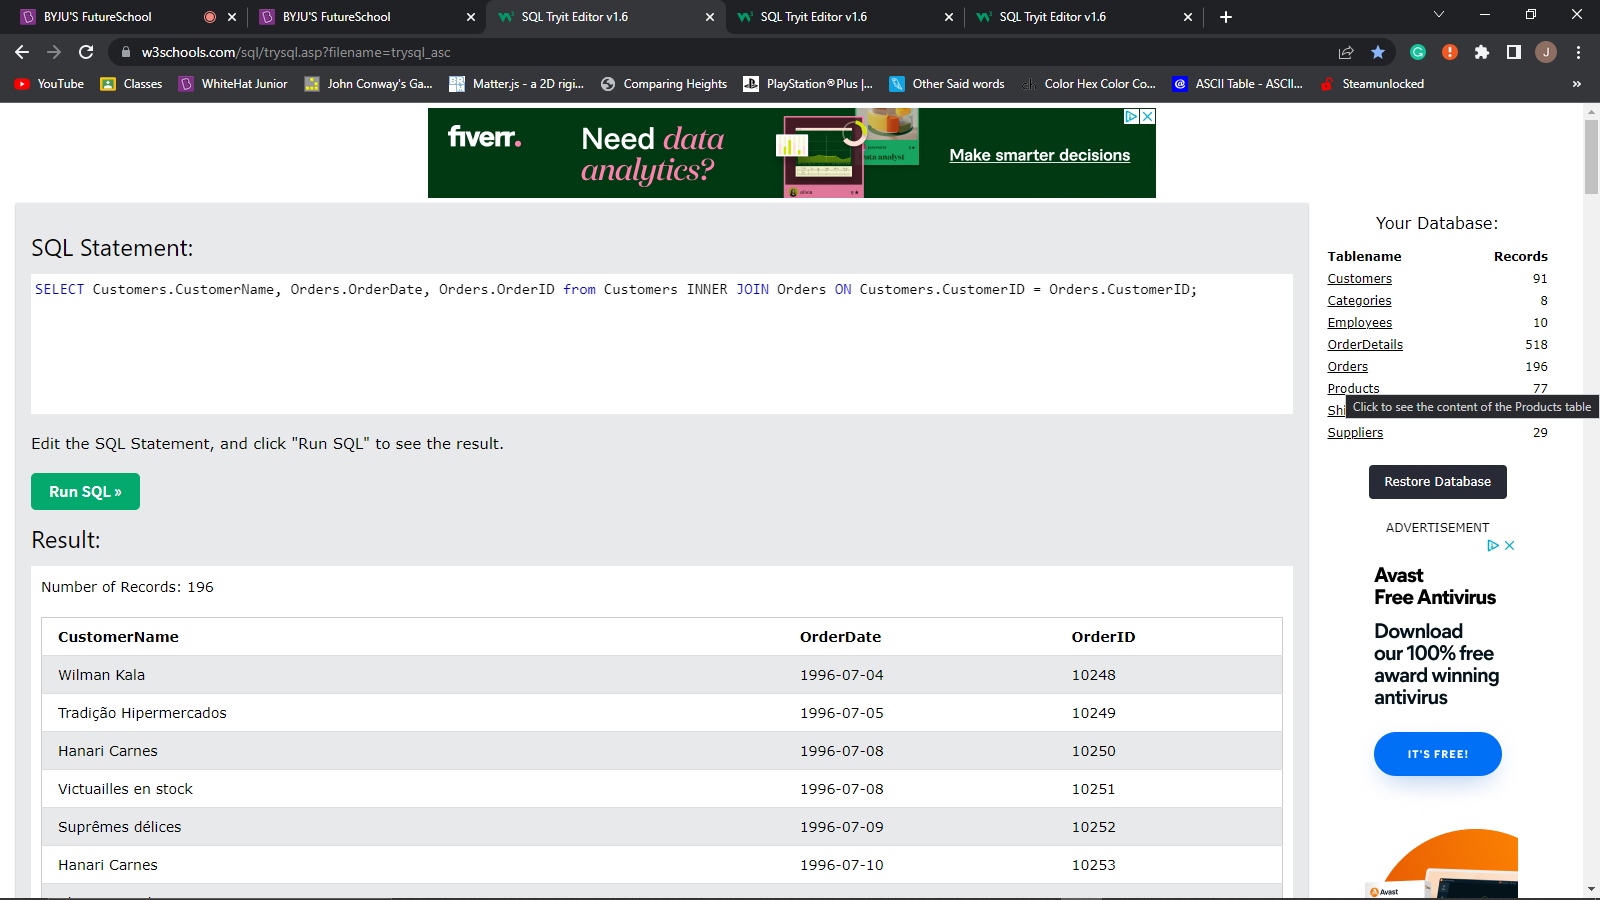 BYJU'S FutureSchool
BYJU'S FutureSchool
SQL Tryit Editor v1.6
SQL Tryit Editor v1.6
SQL Tryit Editor v1.6
w3schools.com/sql/trysql.asp?filename=trysql_asc
J
YouTube
Classes
WhiteHat Junior
John Conway's Ga...
Matter.js - a 2D rigi...
Comparing Heights
PlayStation®Plus |...
Other Said words
Color Hex Color Co...
ASCII Table - ASCII...
Steamunlocked
»
fiverr.
Need data
analytics?
Make smarter decisions
SQL Statement:
SELECT Customers.CustomerName, Orders.OrderDate, Orders.OrderID from Customers INNER JOIN Orders ON Customers.CustomerID = Orders.CustomerID;
Edit the SQL Statement, and click "Run SQL" to see the result.
Run SQL »
Result:
Number of Records: 196
CustomerName OrderDate OrderID
Wilman Kala 1996-07-04 10248
Tradição Hipermercados 1996-07-05 10249
Hanari Carnes 1996-07-08 10250
Victuailles en stock 1996-07-08 10251
Suprêmes délices 1996-07-09 10252
Hanari Carnes 1996-07-10 10253
Your Database:
Tablename Records
Customers 91
Categories 8
Employees 10
OrderDetails 518
Orders 196
Products 77
Shi
Click to see the content of the Products table
Suppliers 29
Restore Database
ADVERTISEMENT
Avast
Free Antivirus
Download
our 100% free
award winning
antivirus
IT'S FREE!
Avast